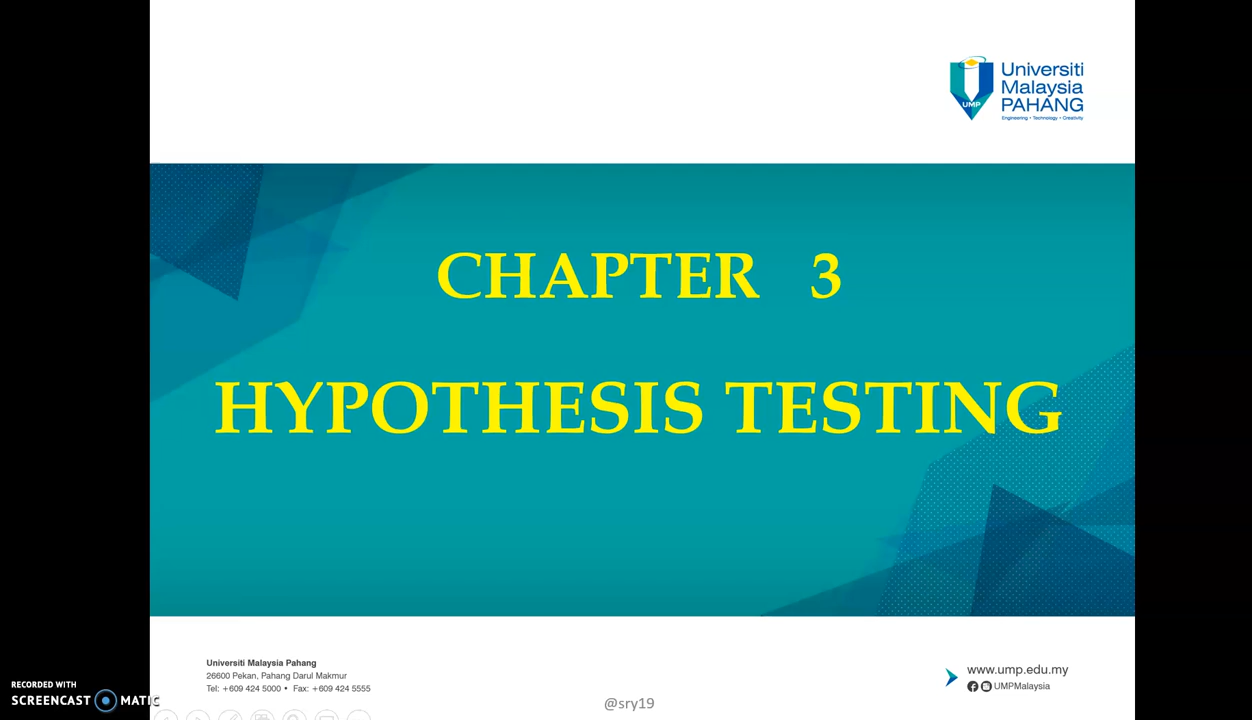 Universiti
Malaysia
PAHANG
Engineering • Technology • Creativity
UMP
CHAPTER 3
HYPOTHESIS TESTING
Universiti Malaysia Pahang
26600 Pekan, Pahang Darul Makmur
Tel: +609 424 5000 • Fax: +609 424 5555
www.ump.edu.my
UMPMalaysia
@sry19
RECORDED WITH
SCREENCAST MATIC